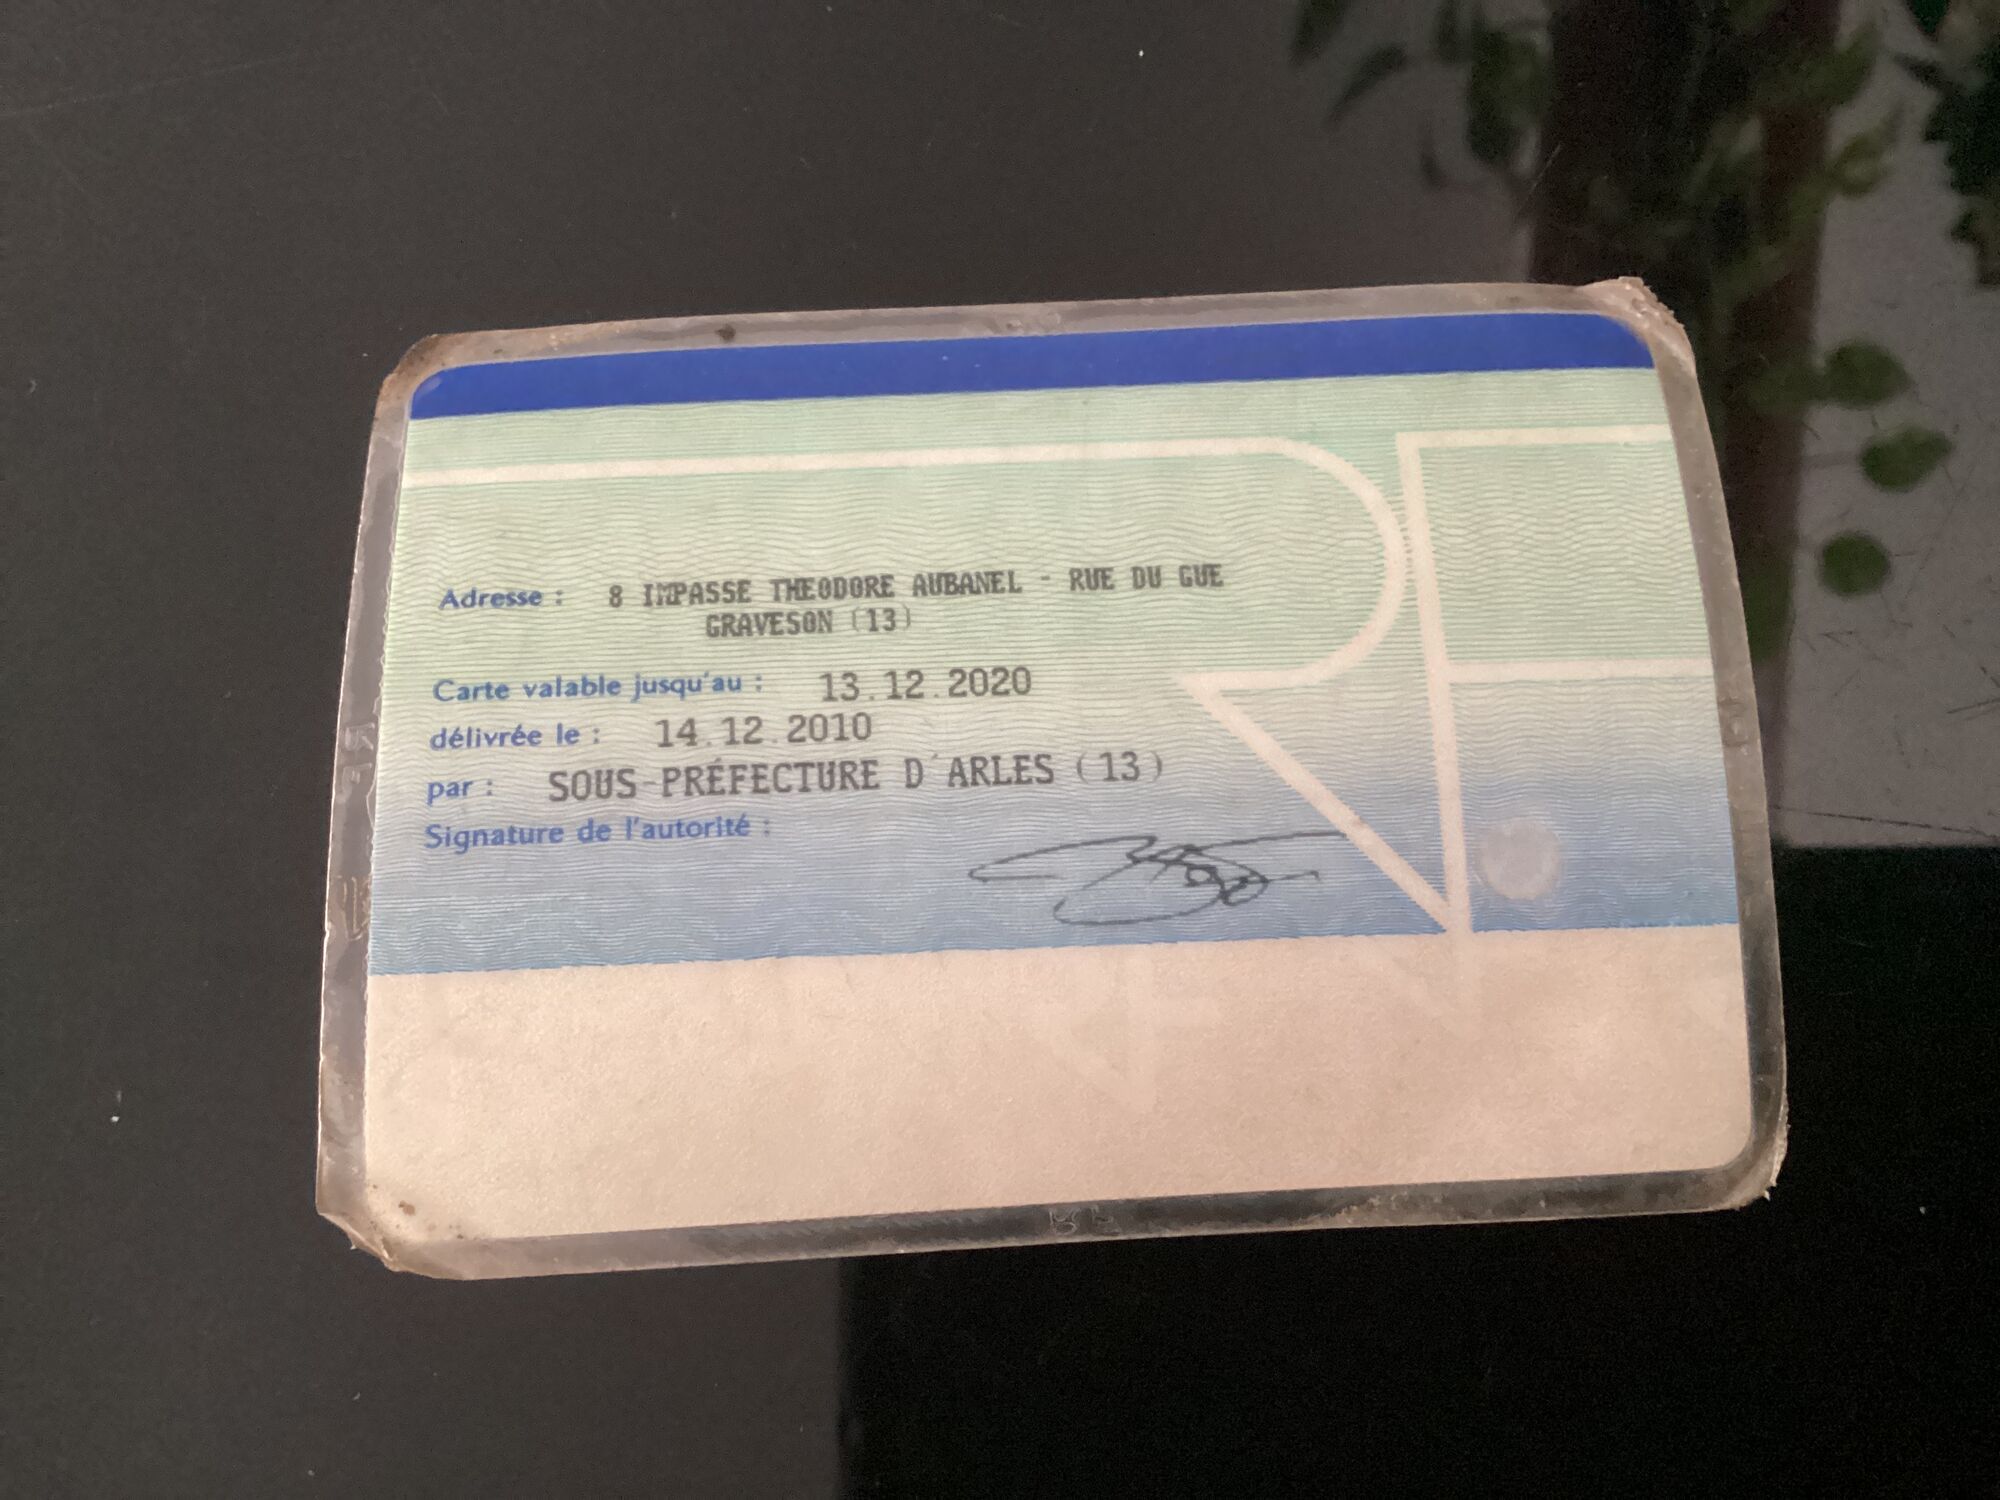 Adresse : 8 IMPASSE THEODORE AUBANEL - RUE DU GUE
GRAVESON (13)
Carte valable jusqu'au : 13.12.2020
délivrée le : 14.12.2010
par : SOUS-PRÉFECTURE D'ARLES (13)
Signature de l'autorité :
RF